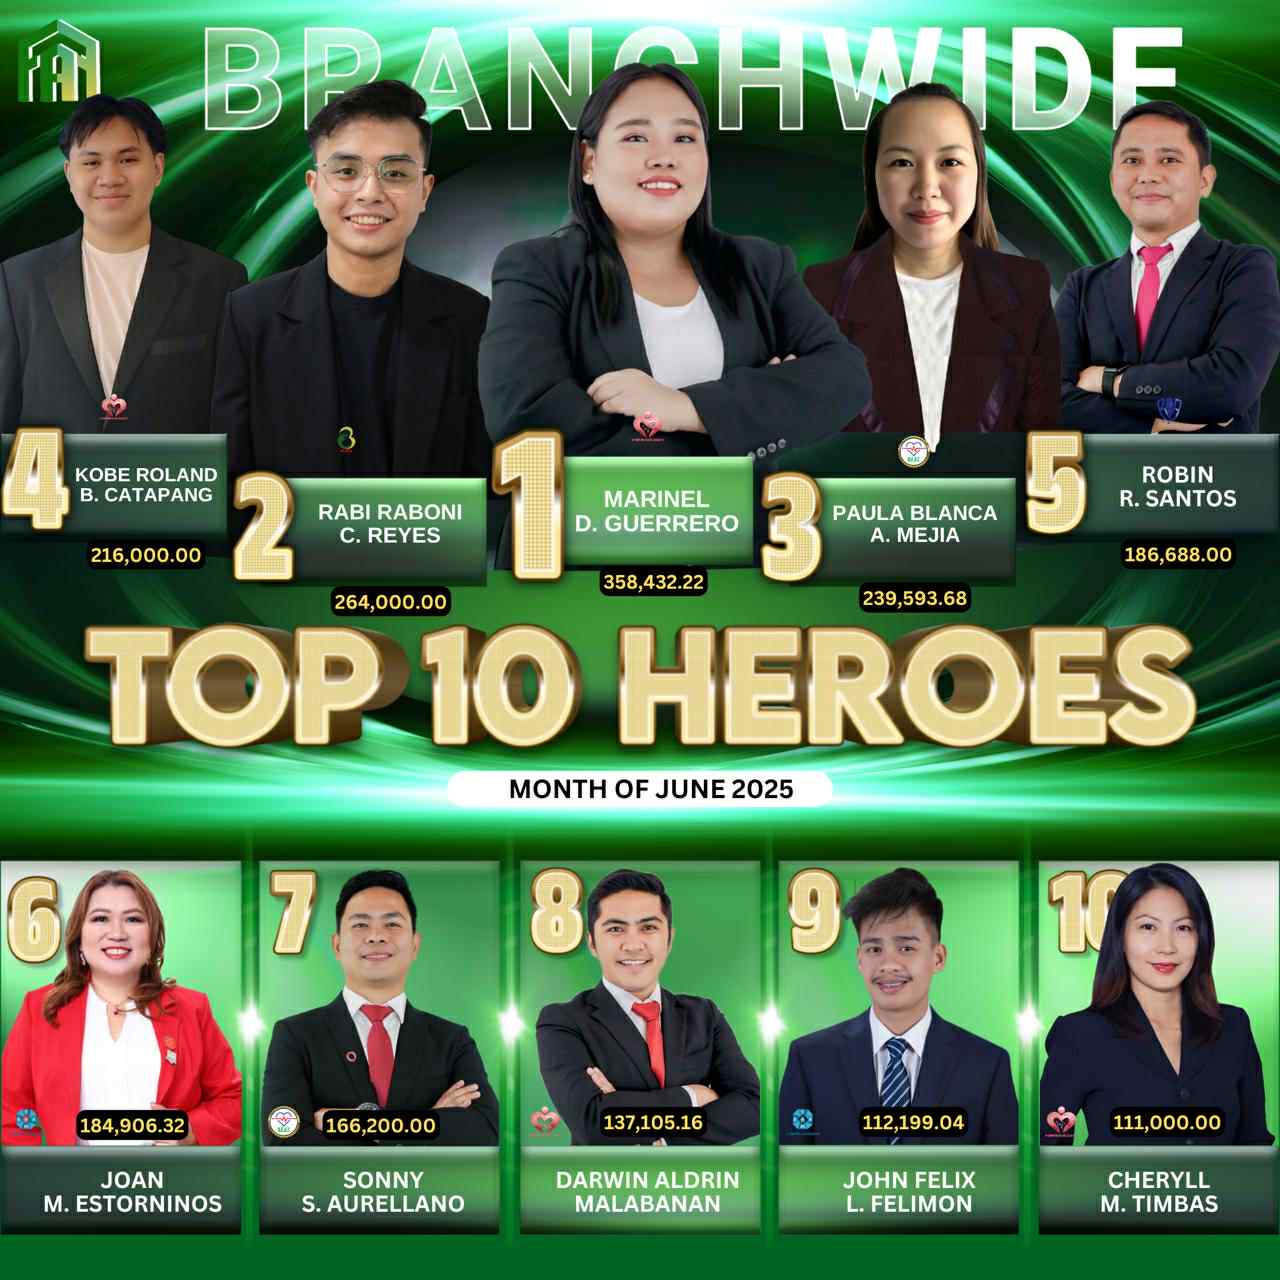 BRANCHWIDE
4
KOBE ROLAND
B. CATAPANG
216,000.00
2
RABI RABONI
C. REYES
264,000.00
1
MARINEL
D. GUERRERO
358,432.22
3
PAULA BLANCA
A. MEJIA
239,593.68
5
ROBIN
R. SANTOS
186,688.00
TOP 10 HEROES
MONTH OF JUNE 2025
6
184,906.32
JOAN
M. ESTORNINOS
7
166,200.00
SONNY
S. AURELLANO
8
137,105.16
DARWIN ALDRIN
MALABANAN
9
112,199.04
JOHN FELIX
L. FELIMON
10
111,000.00
CHERYLL
M. TIMBAS